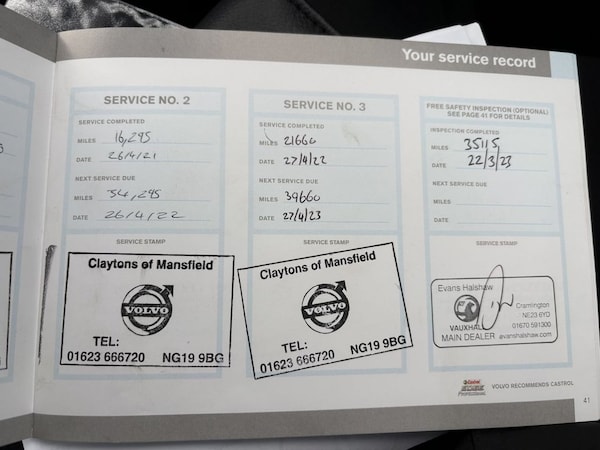 Your service record
SERVICE NO. 2
SERVICE COMPLETED
MILES 16,295
DATE 26/4/21
NEXT SERVICE DUE
MILES 34,295
DATE 26/4/22
SERVICE STAMP
Claytons of Mansfield
VOLVO
TEL:
01623 666720 NG19 9BG
SERVICE NO. 3
SERVICE COMPLETED
MILES 21660
DATE 27/4/22
NEXT SERVICE DUE
MILES 39660
DATE 27/4/23
SERVICE STAMP
Claytons of Mansfield
VOLVO
TEL:
01623 666720 NG19 9BG
FREE SAFETY INSPECTION (OPTIONAL)
SEE PAGE 41 FOR DETAILS
INSPECTION COMPLETED
MILES 35115
DATE 22/3/23
NEXT SERVICE DUE
MILES
DATE
SERVICE STAMP
Evans Halshaw
Cramlington
NE23 6YD
VAUXHALL 01670 591300
MAIN DEALER evanshalshaw.com
Castrol
EDGE
Professional
VOLVO RECOMMENDS CASTROL
41